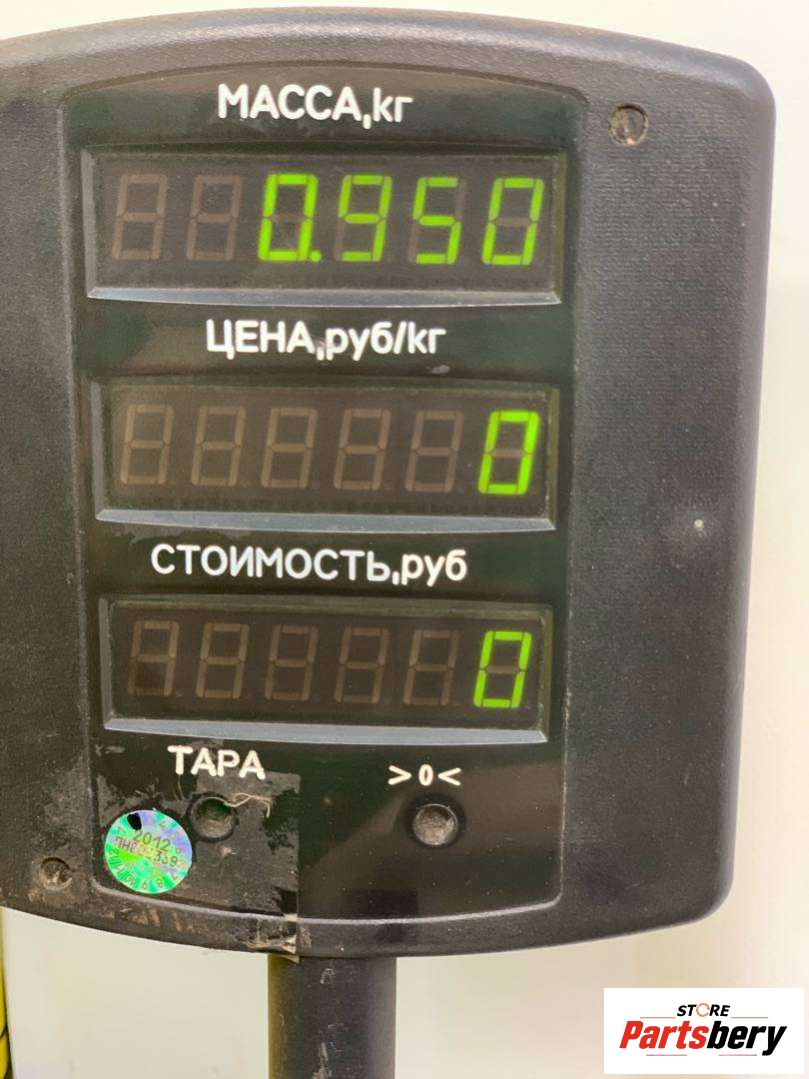 МАССА,кг
0.950
ЦЕНА,руб/кг
0
СТОИМОСТЬ,руб
0
ТАРА >0<
2012
STORE
Partsbery